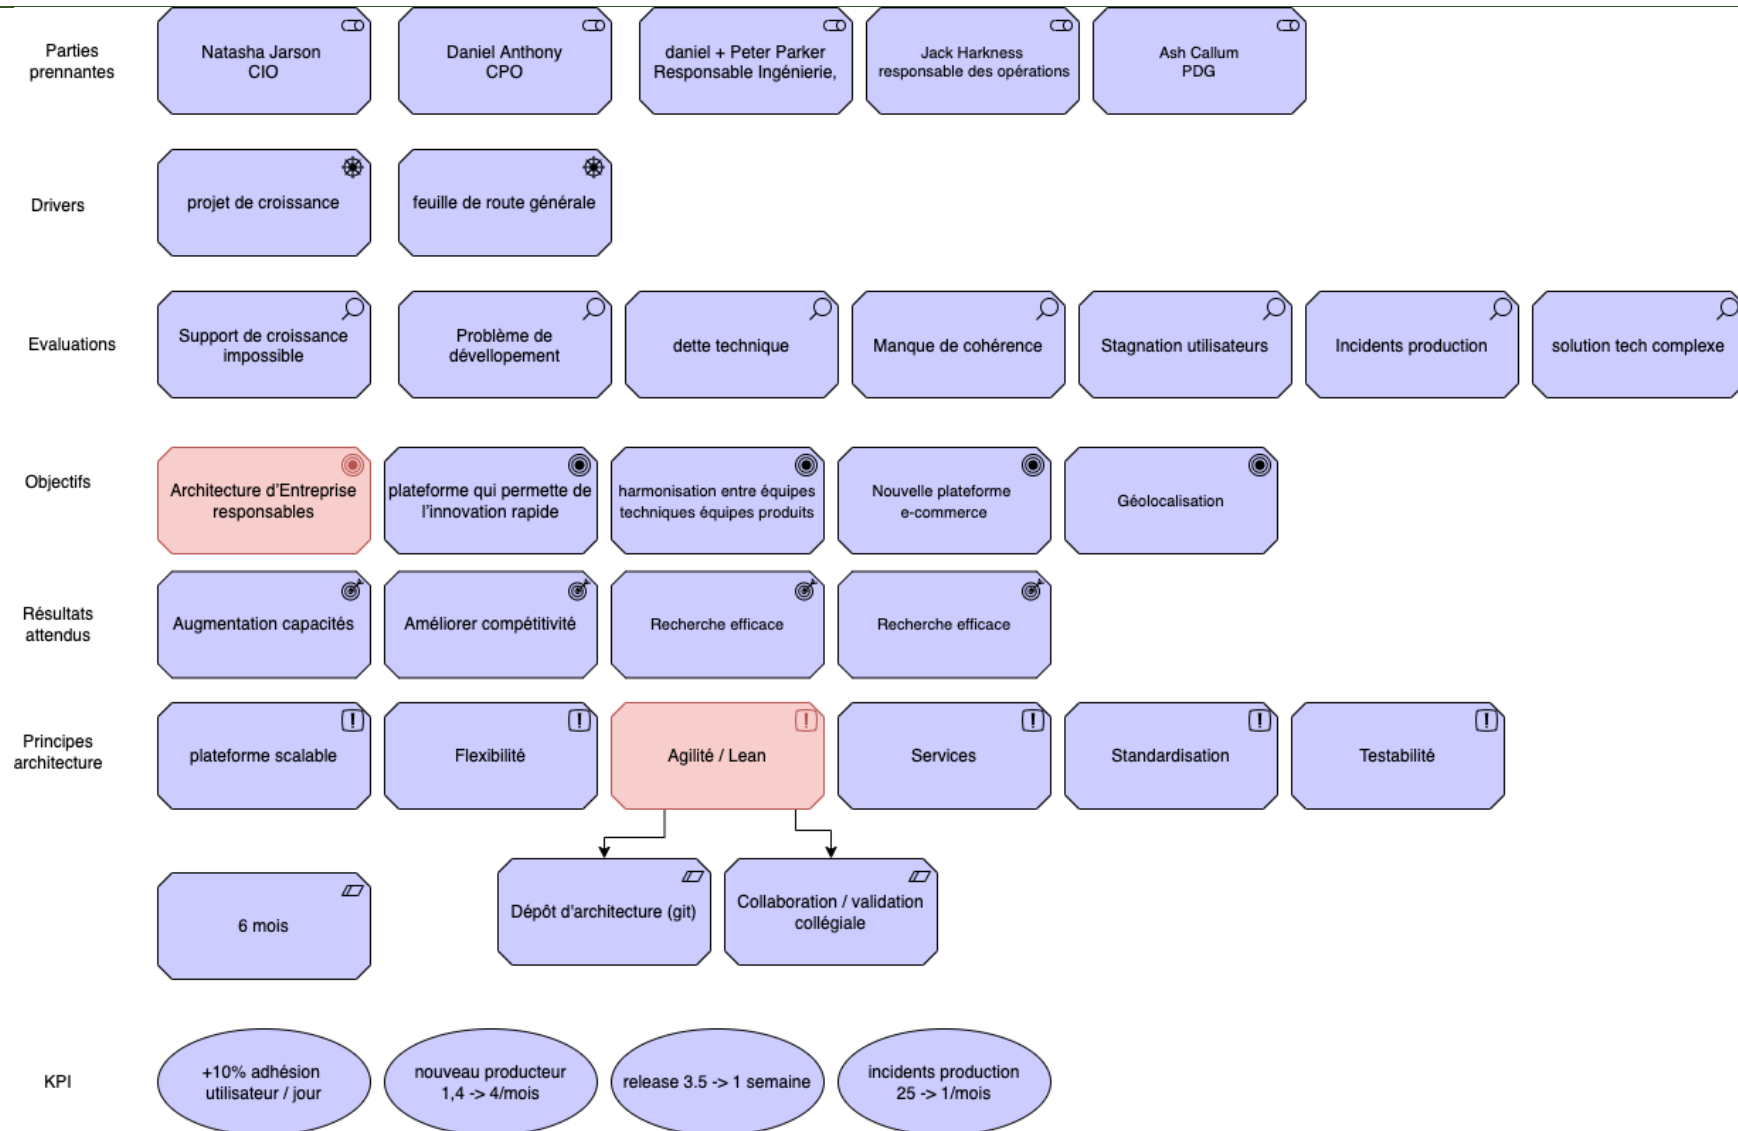 Parties
prennantes
Natasha Jarson
CIO
Daniel Anthony
CPO
daniel + Peter Parker
Responsable Ingénierie,
Jack Harkness
responsable des opérations
Ash Callum
PDG
Drivers
projet de croissance
feuille de route générale
Evaluations
Support de croissance
impossible
Problème de
dévellopement
dette technique
Manque de cohérence
Stagnation utilisateurs
Incidents production
solution tech complexe
Objectifs
Architecture d'Entreprise
responsables
plateforme qui permette de
l'innovation rapide
harmonisation entre équipes
techniques équipes produits
Nouvelle plateforme
e-commerce
Géolocalisation
Résultats
attendus
Augmentation capacités
Améliorer compétitivité
Recherche efficace
Recherche efficace
Principes
architecture
plateforme scalable
Flexibilité
Agilité / Lean
Services
Standardisation
Testabilité
6 mois
Dépôt d'architecture (git)
Collaboration / validation
collégiale
KPI
+10% adhésion
utilisateur / jour
nouveau producteur
1,4 -> 4/mois
release 3.5 -> 1 semaine
incidents production
25 -> 1/mois